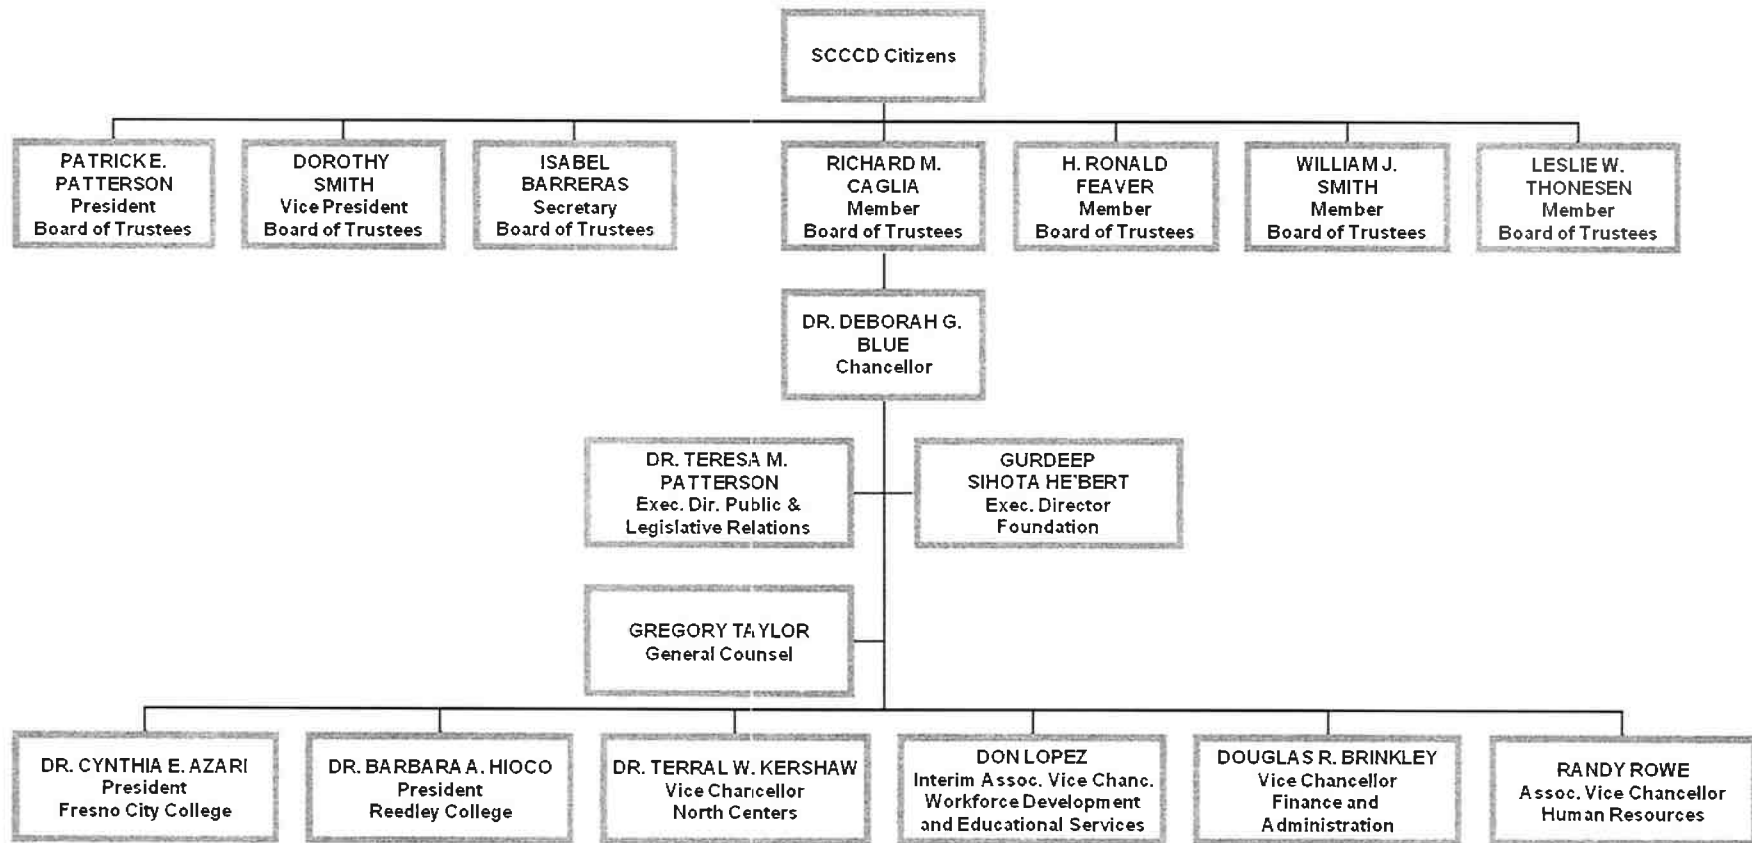 SCCCD Citizens
PATRICK E.
PATTERSON
President
Board of Trustees
DOROTHY
SMITH
Vice President
Board of Trustees
ISABEL
BARRERAS
Secretary
Board of Trustees
RICHARD M.
CAGLIA
Member
Board of Trustees
H. RONALD
FEAVER
Member
Board of Trustees
WILLIAM J.
SMITH
Member
Board of Trustees
LESLIE W.
THONESEN
Member
Board of Trustees
DR. DEBORAH G.
BLUE
Chancellor
DR. TERESA M.
PATTERSON
Exec. Dir. Public &
Legislative Relations
GURDEEP
SIHOTA HE'BERT
Exec. Director
Foundation
GREGORY TAYLOR
General Counsel
DR. CYNTHIA E. AZARI
President
Fresno City College
DR. BARBARA A. HIOCO
President
Reedley College
DR. TERRAL W. KERSHAW
Vice Chancellor
North Centers
DON LOPEZ
Interim Assoc. Vice Chanc.
Workforce Development
and Educational Services
DOUGLAS R. BRINKLEY
Vice Chancellor
Finance and
Administration
RANDY ROWE
Assoc. Vice Chancellor
Human Resources